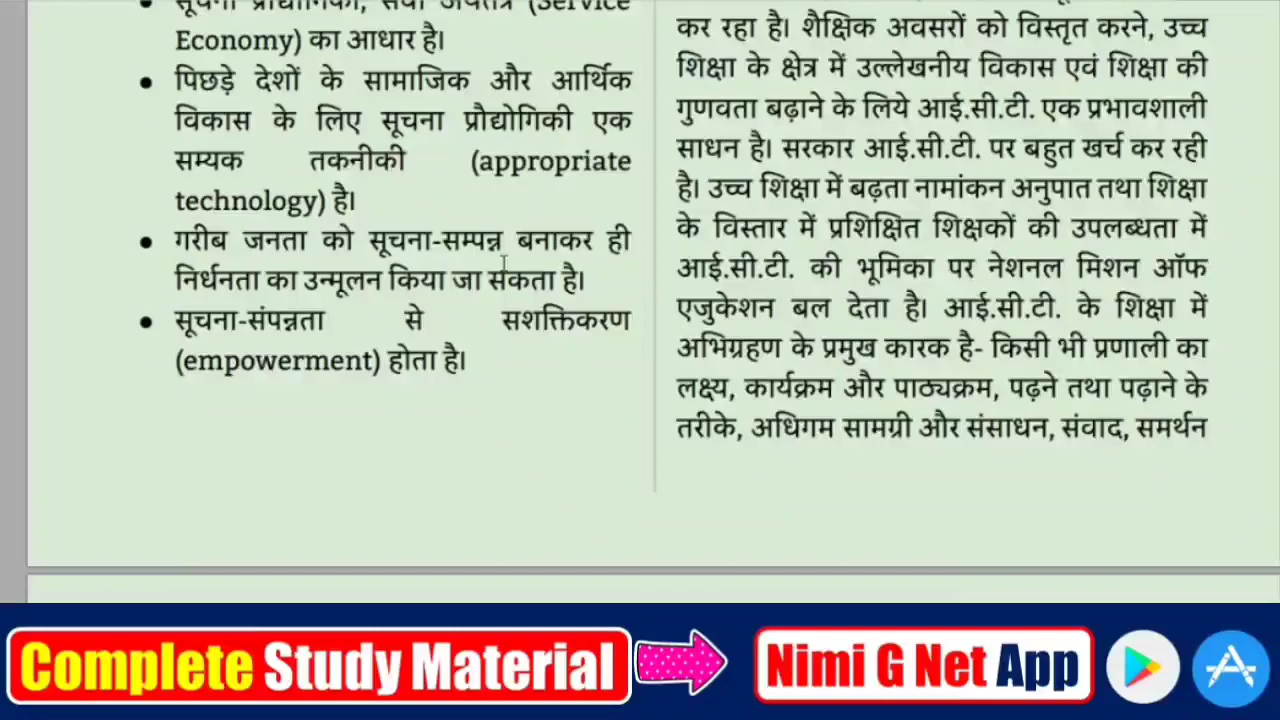 सूचना प्रौद्योगिकी, सेवा अर्थतंत्र (Service
Economy) का आधार है।
पिछड़े देशों के सामाजिक और आर्थिक
विकास के लिए सूचना प्रौद्योगिकी एक
सम्यक तकनीकी (appropriate
technology) है।
गरीब जनता को सूचना-सम्पन्न बनाकर ही
निर्धनता का उन्मूलन किया जा सकता है।
सूचना-संपन्नता से सशक्तिकरण
(empowerment) होता है।
कर रहा है। शैक्षिक अवसरों को विस्तृत करने, उच्च
शिक्षा के क्षेत्र में उल्लेखनीय विकास एवं शिक्षा की
गुणवता बढ़ाने के लिये आई.सी.टी. एक प्रभावशाली
साधन है। सरकार आई.सी.टी. पर बहुत खर्च कर रही
है। उच्च शिक्षा में बढ़ता नामांकन अनुपात तथा शिक्षा
के विस्तार में प्रशिक्षित शिक्षकों की उपलब्धता में
आई.सी.टी. की भूमिका पर नेशनल मिशन ऑफ
एजुकेशन बल देता है। आई.सी.टी. के शिक्षा में
अभिग्रहण के प्रमुख कारक है- किसी भी प्रणाली का
लक्ष्य, कार्यक्रम और पाठ्यक्रम, पढ़ने तथा पढ़ाने के
तरीके, अधिगम सामग्री और संसाधन, संवाद, समर्थन
Complete Study Material
Nimi G Net App